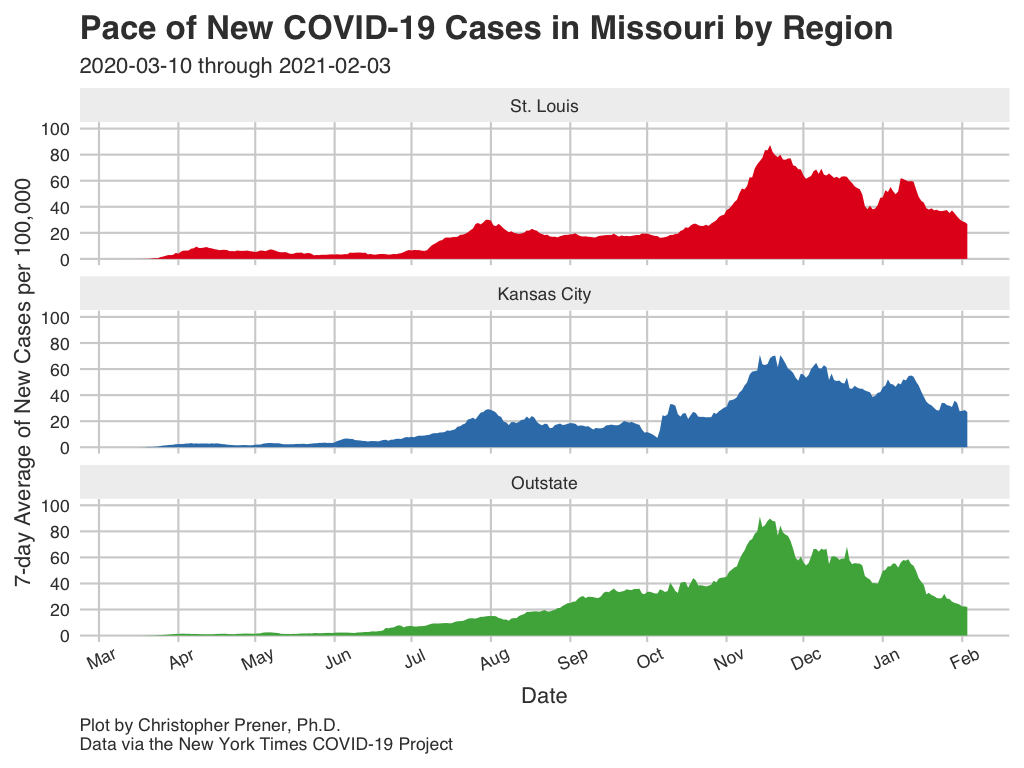 Pace of New COVID-19 Cases in Missouri by Region
2020-03-10 through 2021-02-03
7-day Average of New Cases per 100,000
St. Louis
100
80
60
40
20
0
Kansas City
100
80
60
40
20
0
Outstate
100
80
60
40
20
0
Mar Apr May Jun Jul Aug Sep Oct Nov Dec Jan Feb
Date
Plot by Christopher Prener, Ph.D.
Data via the New York Times COVID-19 Project